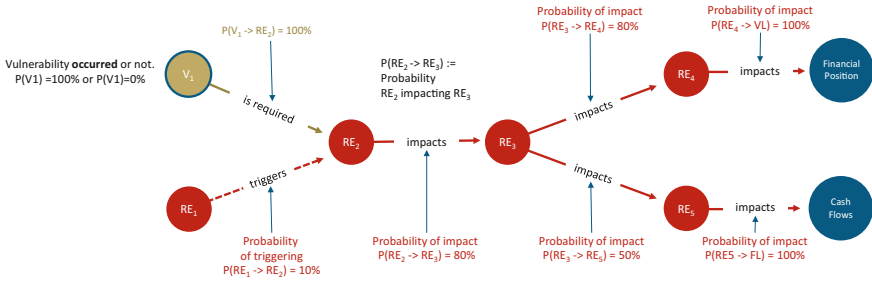 Probability of impact
P(RE₃ -> RE₄) = 80%
Probability of impact
P(RE₄ -> VL) = 100%
P(V₁ -> RE₂) = 100%
Vulnerability occurred or not.
P(V1) =100% or P(V1)=0%
V₁
is required
P(RE₂ -> RE₃) :=
Probability
RE₂ impacting RE₃
impacts
RE₄
impacts
Financial
Position
RE₂
impacts
RE₃
RE₁
triggers
impacts
RE₅
impacts
Cash
Flows
Probability
of triggering
P(RE₁ -> RE₂) = 10%
Probability of impact
P(RE₂ -> RE₃) = 80%
Probability of impact
P(RE₃ -> RE₅) = 50%
Probability of impact
P(RE5 -> FL) = 100%